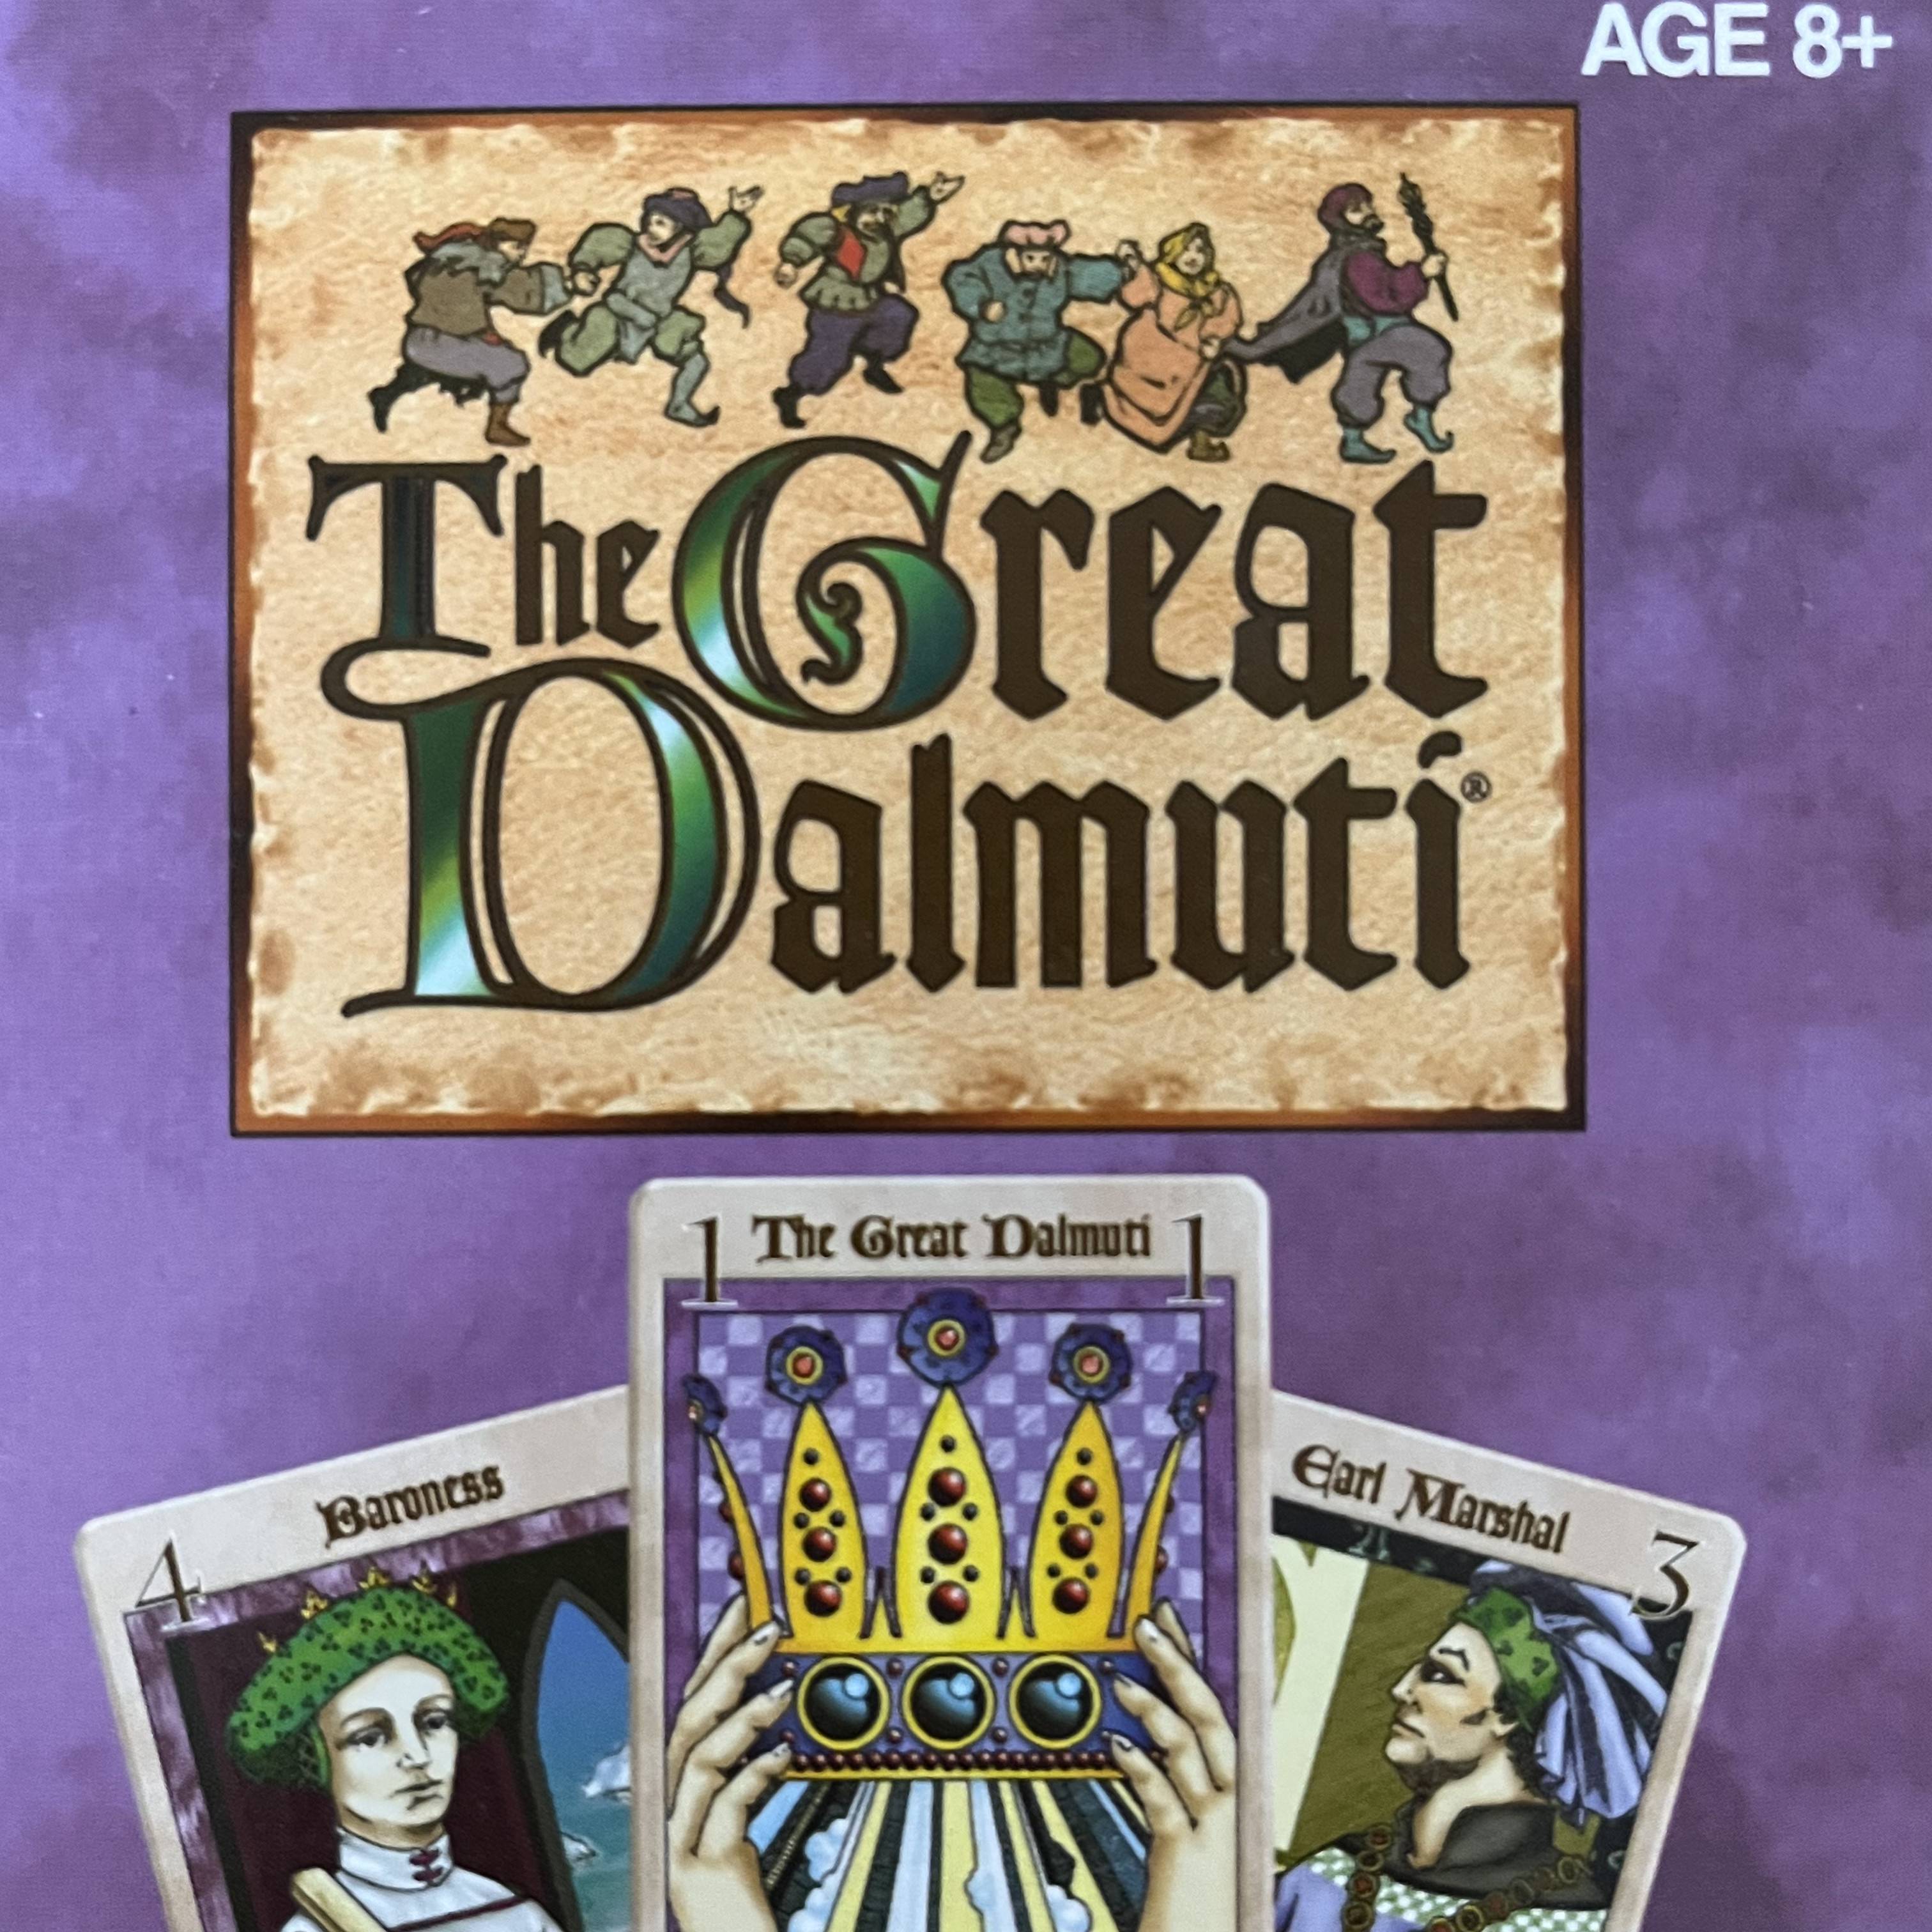 AGE 8+
The Great
Dalmuti®
1 The Great Dalmuti 1
Baroness
4
Earl Marshal
3